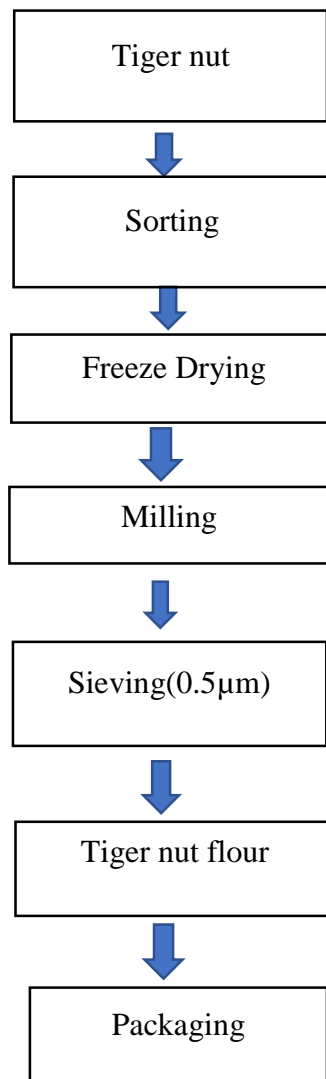 Tiger nut
Sorting
Freeze Drying
Milling
Sieving(0.5µm)
Tiger nut flour
Packaging